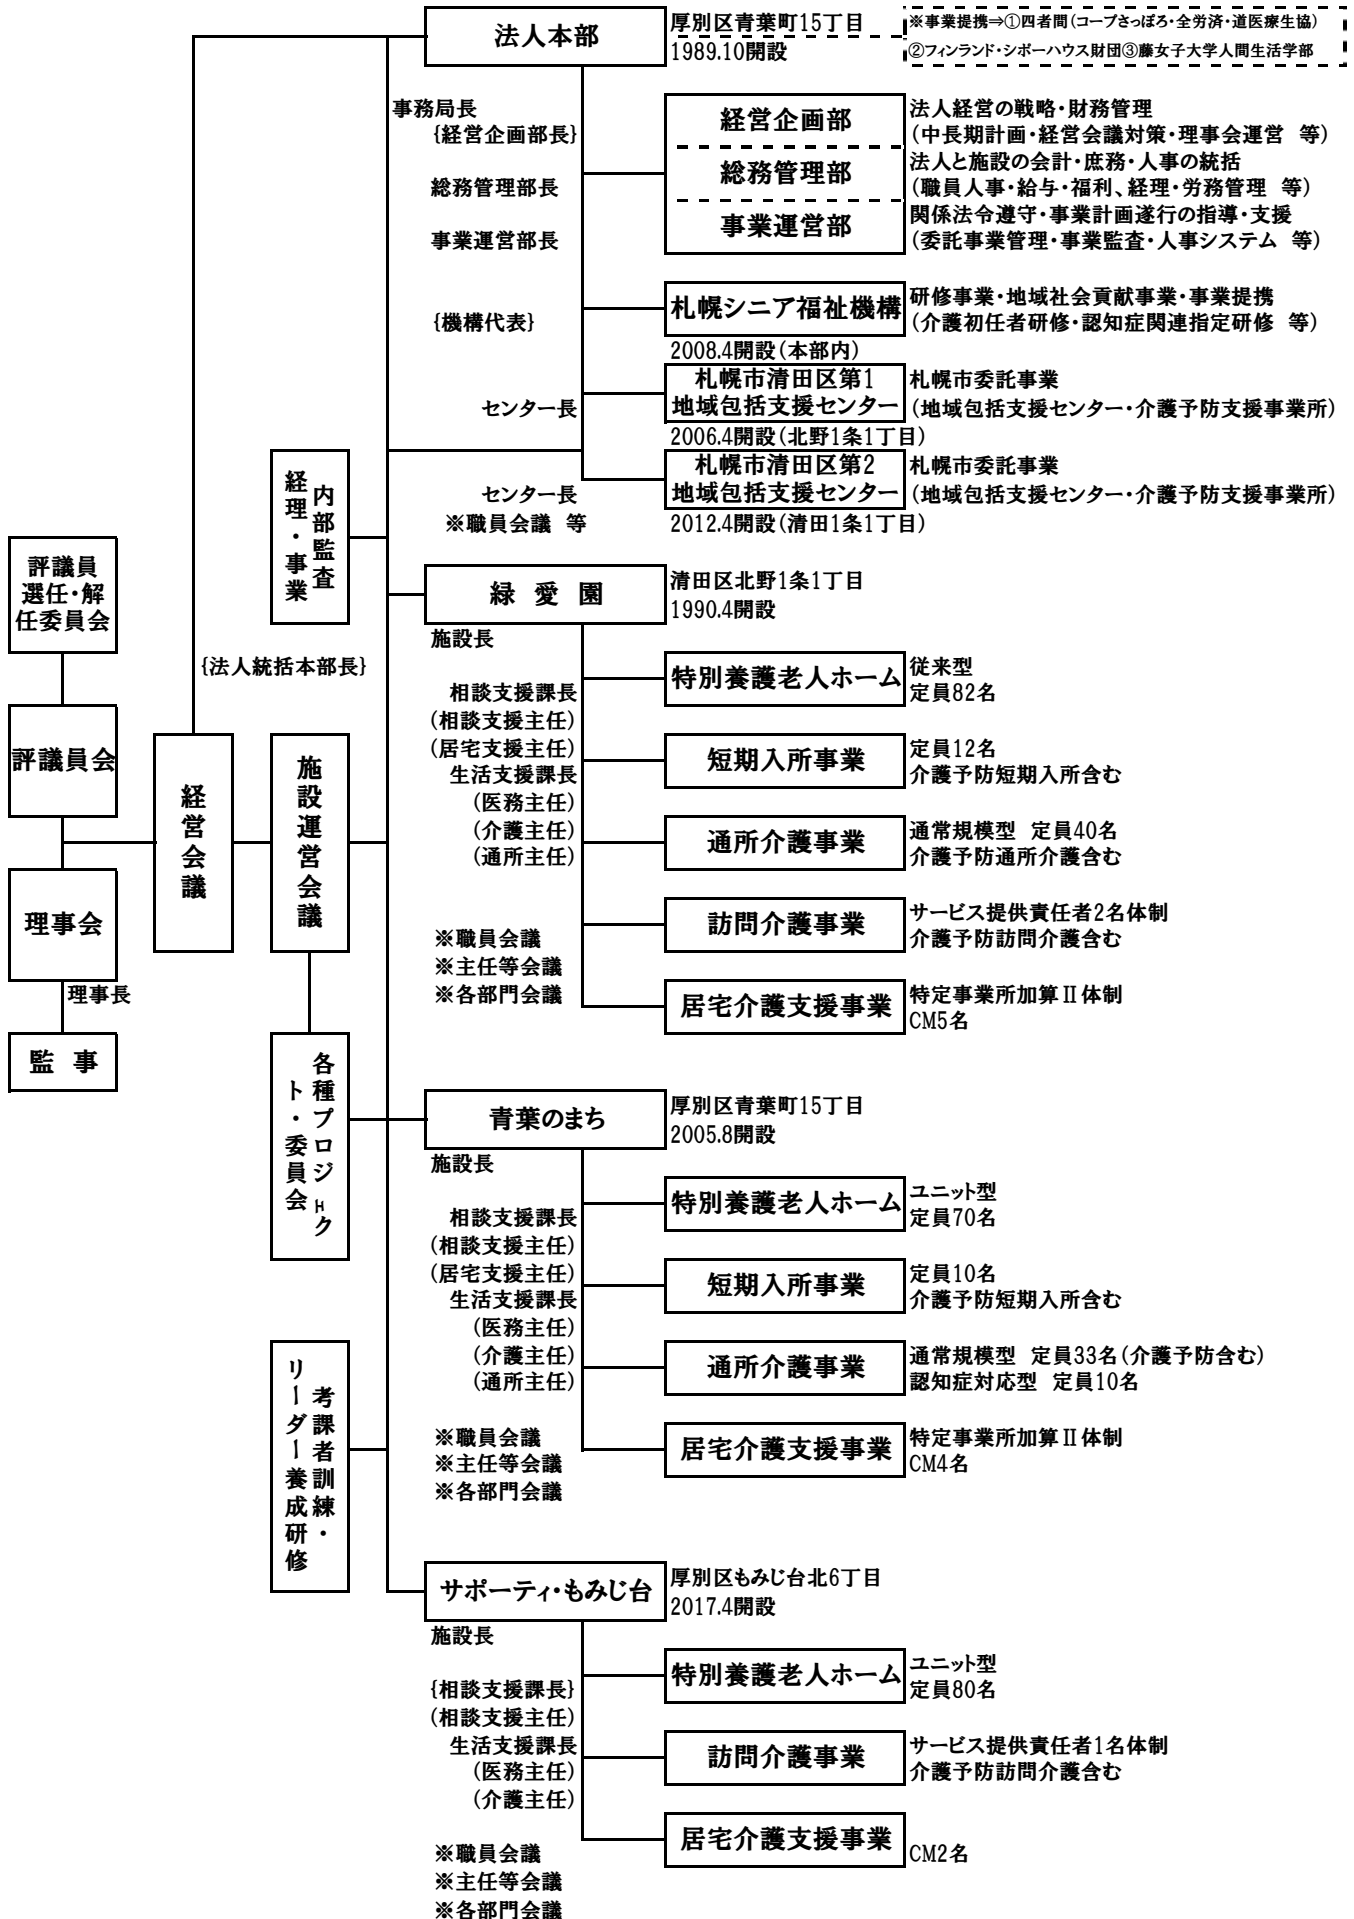 法人本部
厚別区青葉町15丁目
1989.10開設
※事業提携⇒①四者間(コープさっぽろ・全労済・道医療生協)
②フィンランド・シボーハウス財団③藤女子大学人間生活学部
事務局長
{経営企画部長}
総務管理部長
事業運営部長
経営企画部
法人経営の戦略・財務管理
(中長期計画・経営会議対策・理事会運営 等)
総務管理部
法人と施設の会計・庶務・人事の統括
(職員人事・給与・福利、経理・労務管理 等)
事業運営部
関係法令遵守・事業計画遂行の指導・支援
(委託事業管理・事業監査・人事システム 等)
{機構代表}
札幌シニア福祉機構
研修事業・地域社会貢献事業・事業提携
(介護初任者研修・認知症関連指定研修 等)
2008.4開設(本部内)
センター長
札幌市清田区第1
地域包括支援センター
札幌市委託事業
(地域包括支援センター・介護予防支援事業所)
2006.4開設(北野1条1丁目)
センター長
※職員会議 等
札幌市清田区第2
地域包括支援センター
札幌市委託事業
(地域包括支援センター・介護予防支援事業所)
2012.4開設(清田1条1丁目)
内部監査
経理・事業
評議員
選任・解
任委員会
{法人統括本部長}
評議員会
理事会
理事長
監 事
経営会議
施設運営会議
各種プロジェク
ト・委員会
考課者訓練・
リーダー養成研修
緑 愛 園
清田区北野1条1丁目
1990.4開設
施設長
相談支援課長
(相談支援主任)
(居宅支援主任)
生活支援課長
(医務主任)
(介護主任)
(通所主任)
※職員会議
※主任等会議
※各部門会議
特別養護老人ホーム
従来型
定員82名
短期入所事業
定員12名
介護予防短期入所含む
通所介護事業
通常規模型 定員40名
介護予防通所介護含む
訪問介護事業
サービス提供責任者2名体制
介護予防訪問介護含む
居宅介護支援事業
特定事業所加算Ⅱ体制
CM5名
青葉のまち
厚別区青葉町15丁目
2005.8開設
施設長
相談支援課長
(相談支援主任)
(居宅支援主任)
生活支援課長
(医務主任)
(介護主任)
(通所主任)
※職員会議
※主任等会議
※各部門会議
特別養護老人ホーム
ユニット型
定員70名
短期入所事業
定員10名
介護予防短期入所含む
通所介護事業
通常規模型 定員33名(介護予防含む)
認知症対応型 定員10名
居宅介護支援事業
特定事業所加算Ⅱ体制
CM4名
サポーティ・もみじ台
厚別区もみじ台北6丁目
2017.4開設
施設長
{相談支援課長}
(相談支援主任)
生活支援課長
(医務主任)
(介護主任)
※職員会議
※主任等会議
※各部門会議
特別養護老人ホーム
ユニット型
定員80名
訪問介護事業
サービス提供責任者1名体制
介護予防訪問介護含む
居宅介護支援事業
CM2名